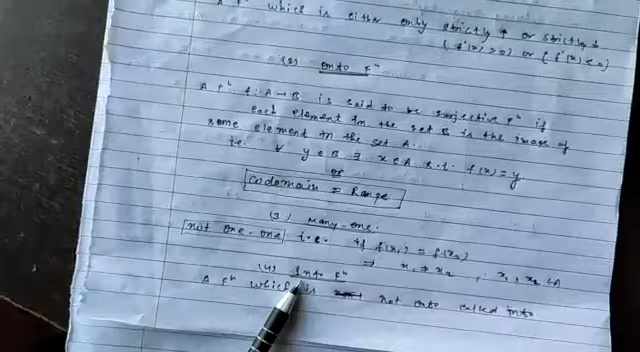 A Fⁿ which is either only strictly ↑ or strictly ↓
(f'(x) > 0) or (f'(x) < 0)
(2) onto Fⁿ
A Fⁿ f: A→B is said to be surjective Fⁿ if
each element in the set B is the image of
some element in the set A.
i.e. ∀ y ∈ B ∃ x ∈ A s.t. f(x) = y
or
Codomain = Range
(3) Many-one.
not one-one i.e. if f(x₁) = f(x₂)
⇒ x₁ ≠ x₂ , x₁, x₂ ∈ A
(4) Into Fⁿ
A Fⁿ which is not onto called into